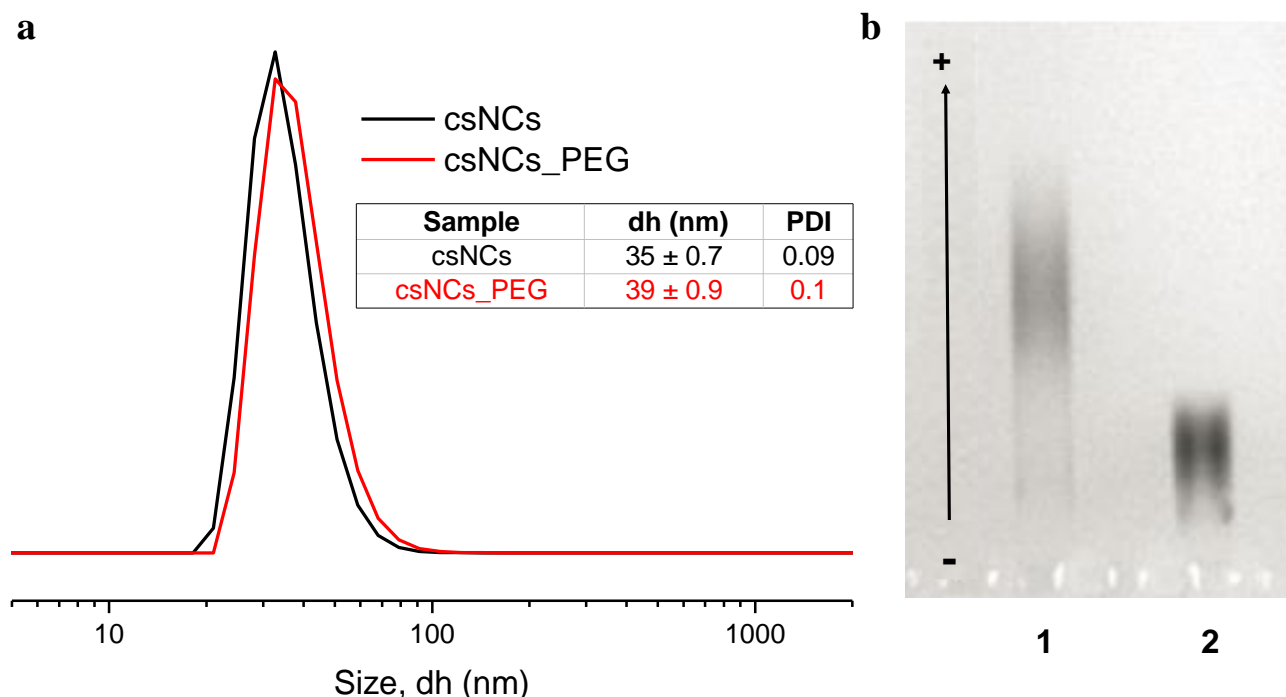 a
csNCs
csNCs_PEG
Sample dh (nm) PDI
csNCs 35 ± 0.7 0.09
csNCs_PEG 39 ± 0.9 0.1
10 100 1000
Size, dh (nm)
b
+
-
1 2